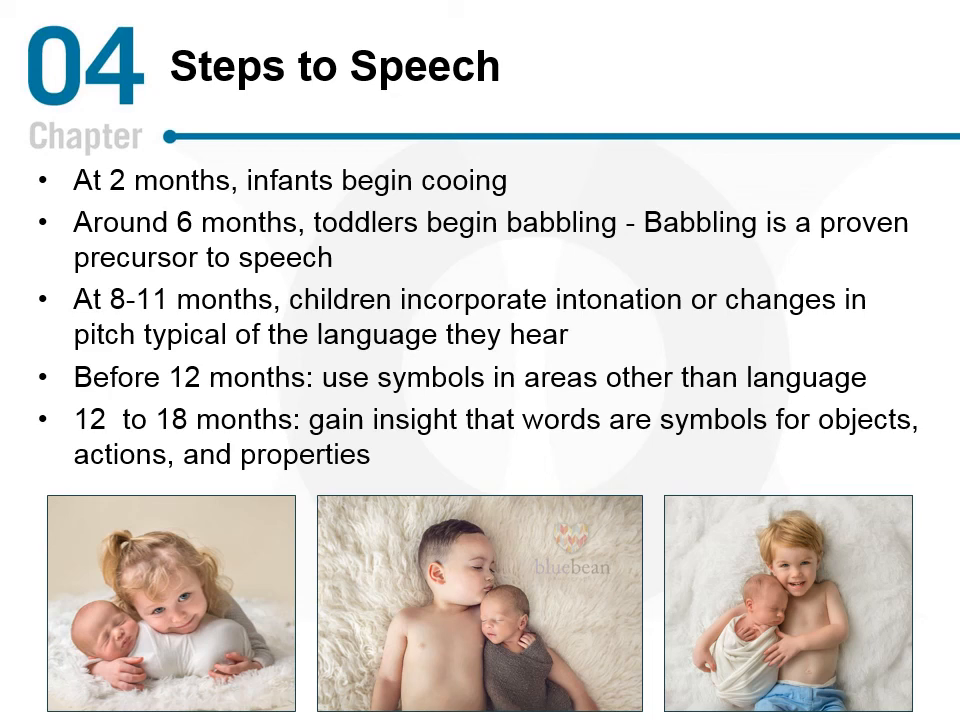 04
Chapter
Steps to Speech
• At 2 months, infants begin cooing
• Around 6 months, toddlers begin babbling - Babbling is a proven
precursor to speech
• At 8-11 months, children incorporate intonation or changes in
pitch typical of the language they hear
• Before 12 months: use symbols in areas other than language
• 12  to 18 months: gain insight that words are symbols for objects,
actions, and properties
bluebean